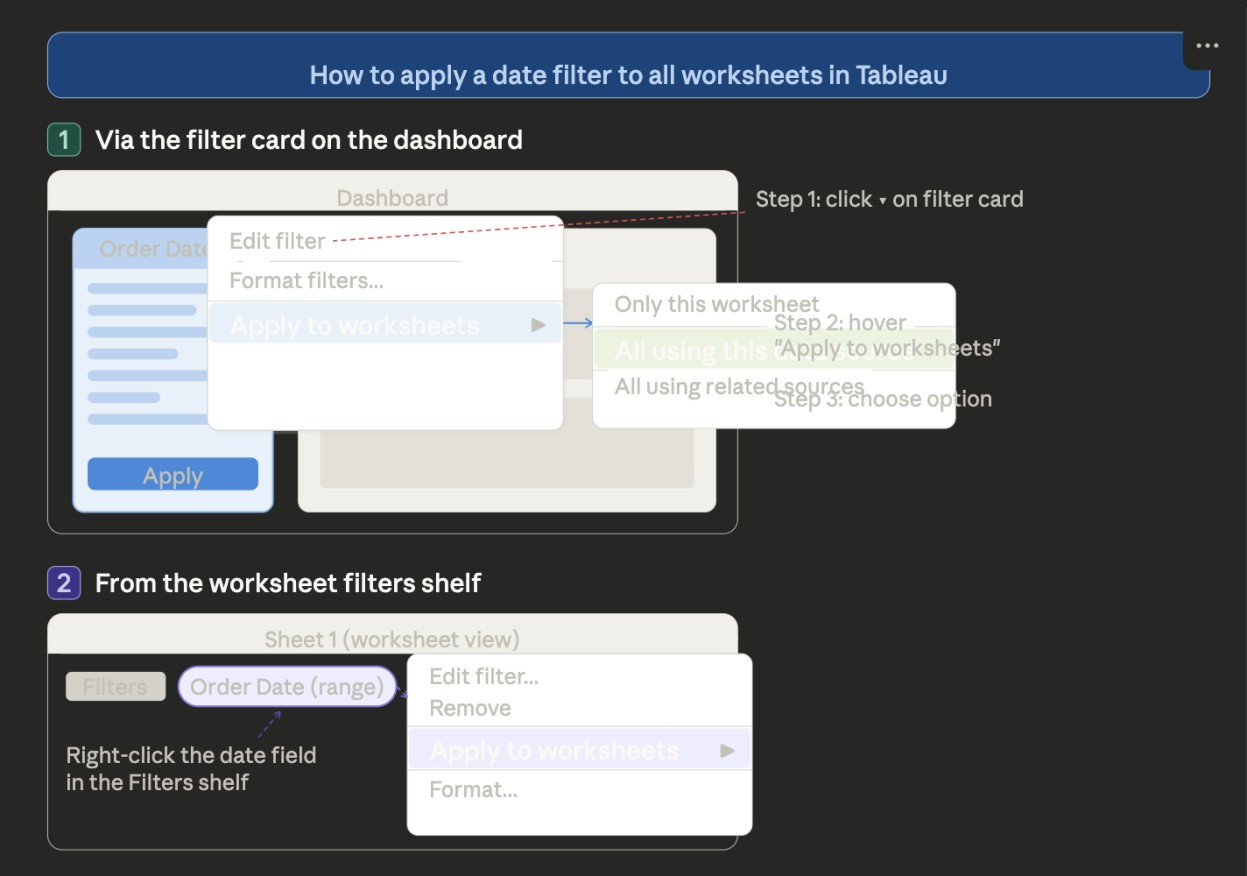 How to apply a date filter to all worksheets in Tableau
1 Via the filter card on the dashboard
Dashboard
Step 1: click ▾ on filter card
Order Date
Edit filter
Format filters...
Apply to worksheets ▶
Only this worksheet
Step 2: hover
"Apply to worksheets"
All using this
All using related sources
Step 3: choose option
Apply
2 From the worksheet filters shelf
Sheet 1 (worksheet view)
Filters
Order Date (range)
Edit filter...
Remove
Apply to worksheets ▶
Format...
Right-click the date field
in the Filters shelf